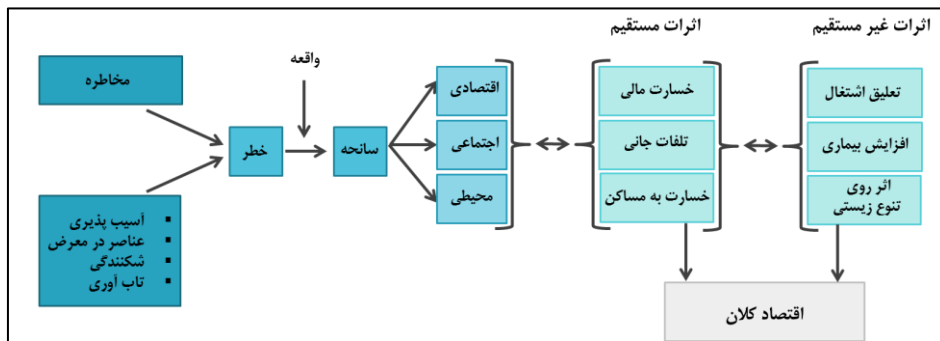 اثرات مستقیم
اثرات غیر مستقیم
واقعه
مخاطره
خطر
سانحه
آسیب پذیری
عناصر در معرض
شکنندگی
تاب آوری
اقتصادی
اجتماعی
محیطی
خسارت مالی
تلفات جانی
خسارت به مساکن
تعلیق اشتغال
افزایش بیماری
اثر روی
تنوع زیستی
اقتصاد کلان